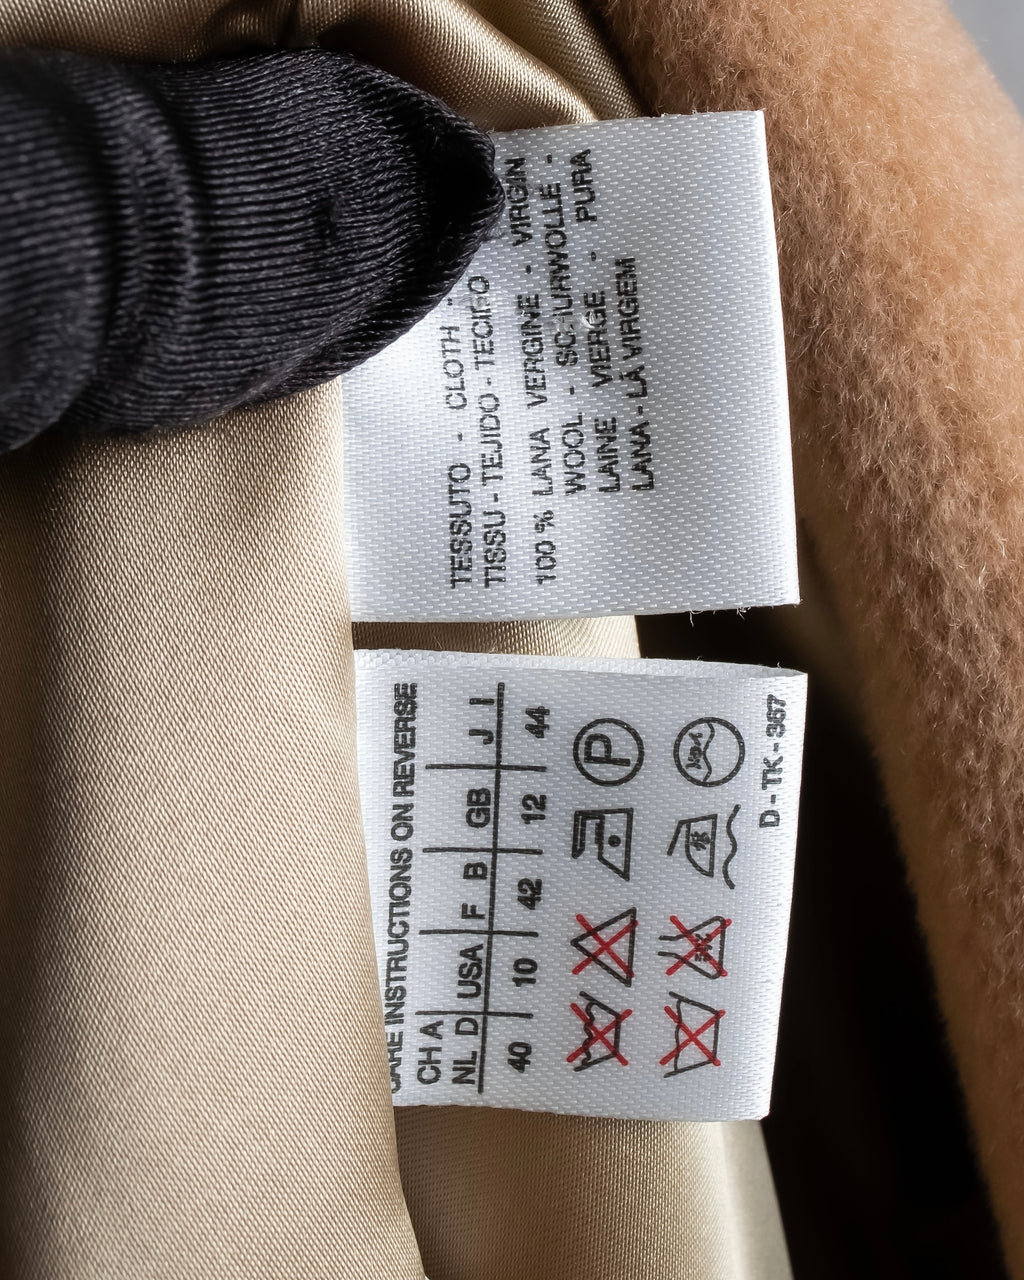 TESSUTO - CLOTH -
TISSU - TEJIDO - TECIDO
100 % LANA VERGINE - VIRGIN
WOOL - SCHURWOLLE -
LAINE VIERGE - PURA
LANA - LÃ VIRGEM
CARE INSTRUCTIONS ON REVERSE
CH A
NL D USA F B GB J I
40 10 42 12 44
P
D - TK - 367